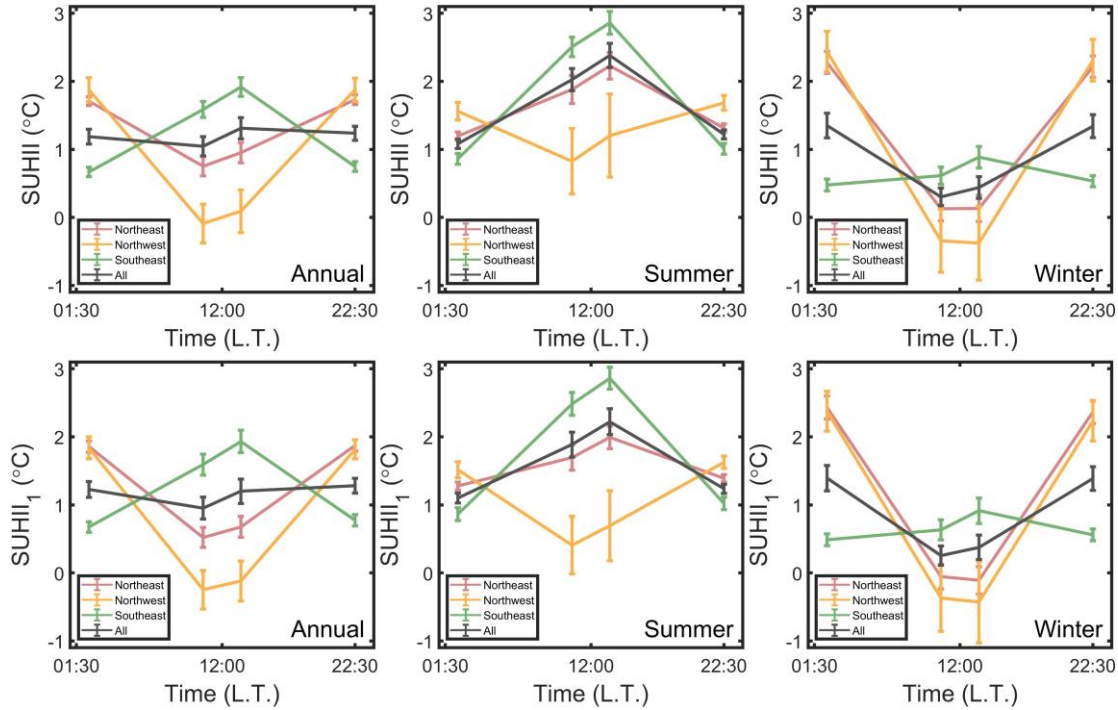 SUHII (°C)
3
2
1
0
-1
Northeast
Northwest
Southeast
All
Annual
01:30 12:00 22:30
Time (L.T.)
SUHII (°C)
3
2
1
0
-1
Northeast
Northwest
Southeast
All
Summer
01:30 12:00 22:30
Time (L.T.)
SUHII (°C)
3
2
1
0
-1
Northeast
Northwest
Southeast
All
Winter
01:30 12:00 22:30
Time (L.T.)
SUHII₁ (°C)
3
2
1
0
-1
Northeast
Northwest
Southeast
All
Annual
01:30 12:00 22:30
Time (L.T.)
SUHII₁ (°C)
3
2
1
0
-1
Northeast
Northwest
Southeast
All
Summer
01:30 12:00 22:30
Time (L.T.)
SUHII₁ (°C)
3
2
1
0
-1
Northeast
Northwest
Southeast
All
Winter
01:30 12:00 22:30
Time (L.T.)